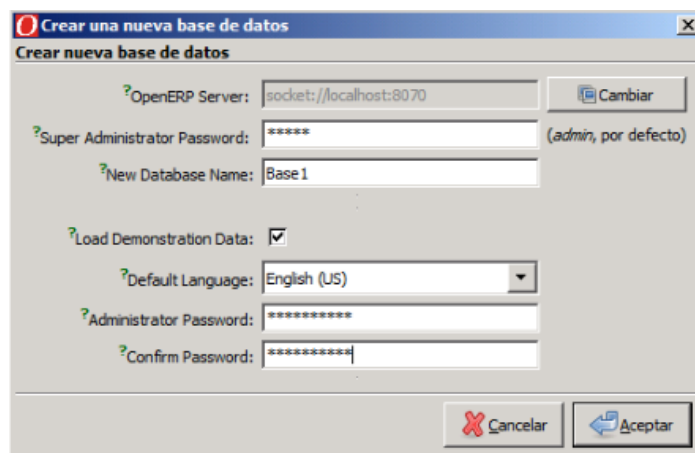 Crear una nueva base de datos
Crear nueva base de datos
?OpenERP Server: socket://localhost:8070 Cambiar
?Super Administrator Password: ***** (admin, por defecto)
?New Database Name: Base1
?Load Demonstration Data:
?Default Language: English (US)
?Administrator Password: **********
?Confirm Password: **********
Cancelar Aceptar